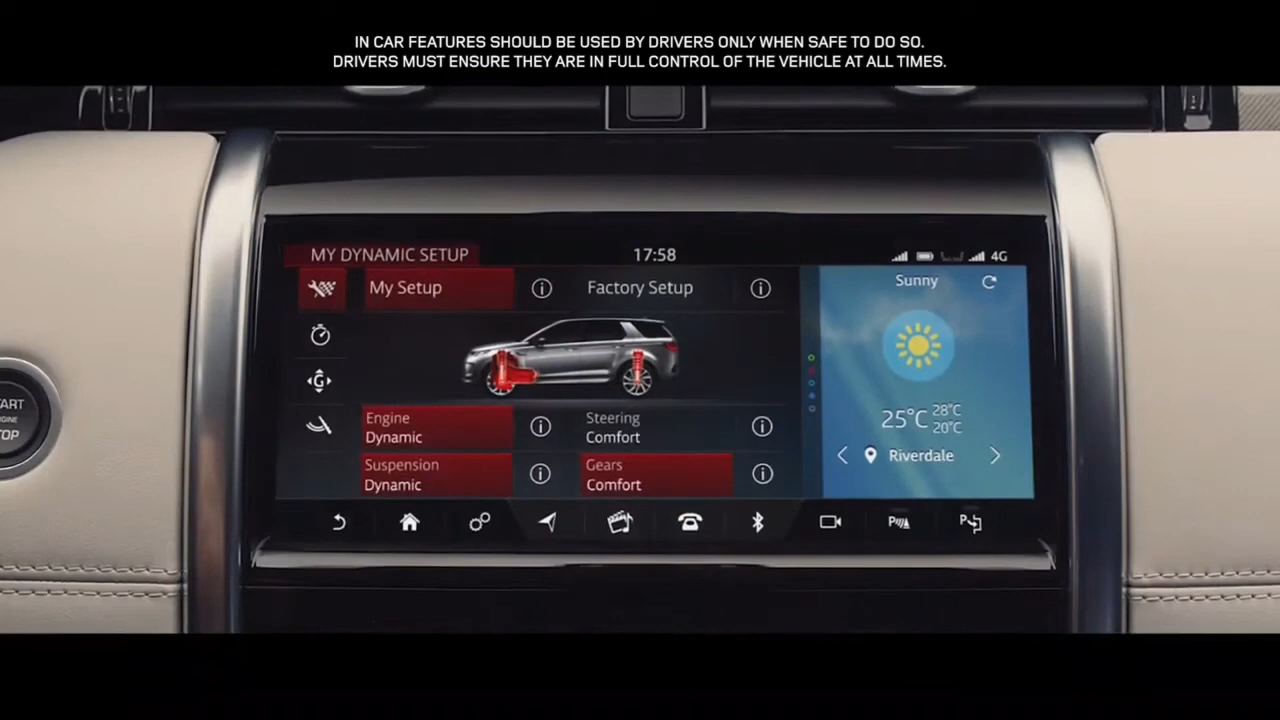 IN CAR FEATURES SHOULD BE USED BY DRIVERS ONLY WHEN SAFE TO DO SO.
DRIVERS MUST ENSURE THEY ARE IN FULL CONTROL OF THE VEHICLE AT ALL TIMES.
MY DYNAMIC SETUP
17:58
4G
My Setup
Factory Setup
Sunny
G
Engine
Dynamic
Steering
Comfort
Suspension
Dynamic
Gears
Comfort
25°C
28°C
20°C
Riverdale
P
P